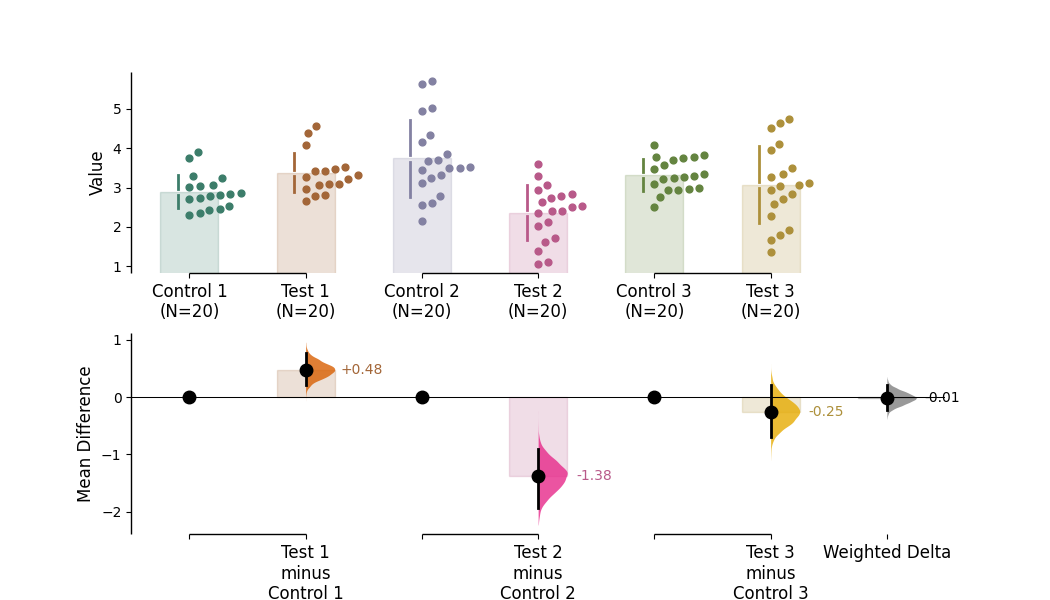 Value
5
4
3
2
1
Control 1 Test 1 Control 2 Test 2 Control 3 Test 3
(N=20) (N=20) (N=20) (N=20) (N=20) (N=20)
Mean Difference
1
0
−1
−2
+0.48
-1.38
-0.25
-0.01
Test 1
minus
Control 1
Test 2
minus
Control 2
Test 3
minus
Control 3
Weighted Delta